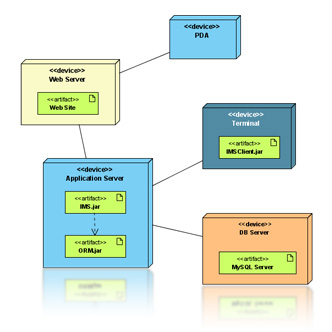 <<device>>
PDA
<<device>>
Web Server
<<artifact>>
Web Site
<<device>>
Terminal
<<artifact>>
IMSClient.jar
<<device>>
Application Server
<<artifact>>
IMS.jar
<<artifact>>
ORM.jar
<<device>>
DB Server
<<artifact>>
MySQL Server